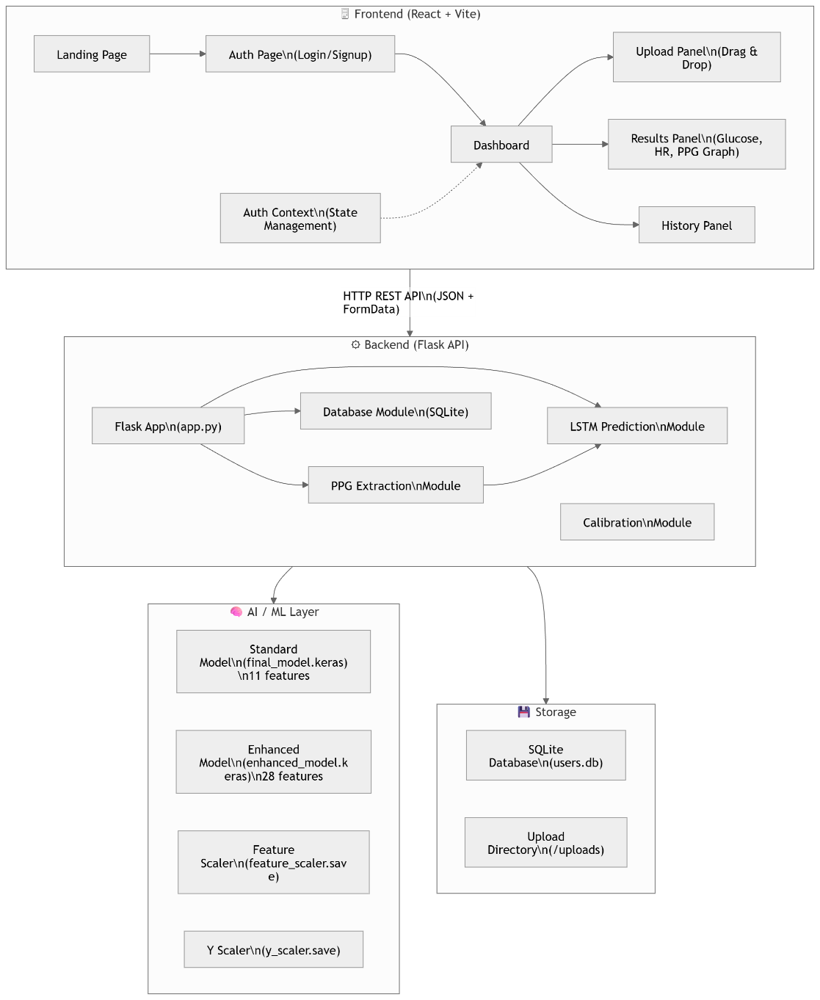 Frontend (React + Vite)
Landing Page
Auth Page\n(Login/Signup)
Upload Panel\n(Drag &
Drop)
Dashboard
Results Panel\n(Glucose,
HR, PPG Graph)
Auth Context\n(State
Management)
History Panel
HTTP REST API\n(JSON +
FormData)
Backend (Flask API)
Flask App\n(app.py)
Database Module\n(SQLite)
LSTM Prediction\nModule
PPG Extraction\nModule
Calibration\nModule
AI / ML Layer
Standard
Model\n(final_model.keras)
\n11 features
Enhanced
Model\n(enhanced_model.k
eras)\n28 features
Feature
Scaler\n(feature_scaler.sav
e)
Y Scaler\n(y_scaler.save)
Storage
SQLite
Database\n(users.db)
Upload
Directory\n(/uploads)